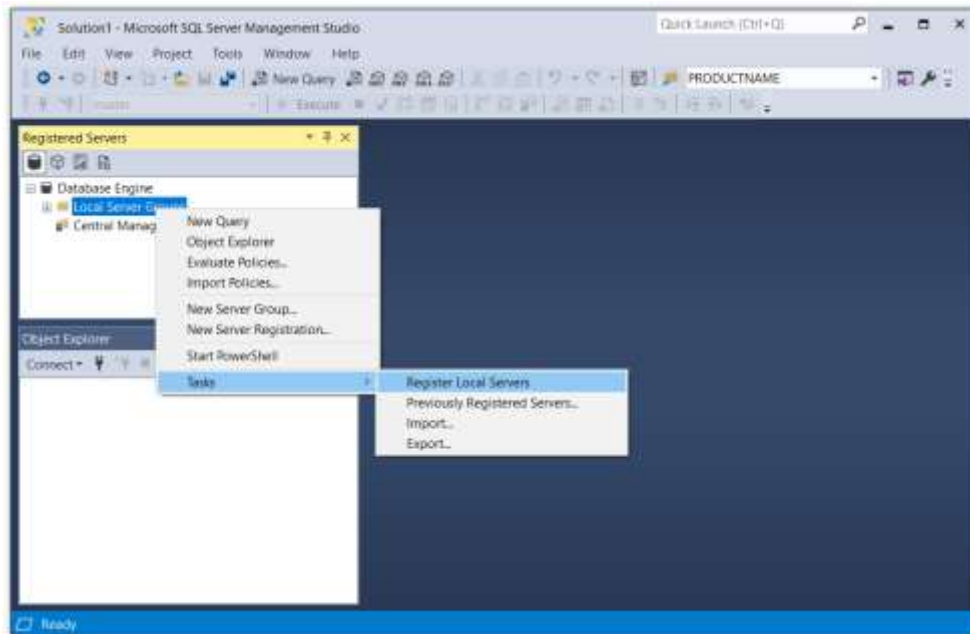 Solution1 - Microsoft SQL Server Management Studio
Quick Launch (Ctrl+Q)
File Edit View Project Tools Window Help
New Query
PRODUCTNAME
master
Execute
Registered Servers
Database Engine
Local Server Groups
Central Manag
New Query
Object Explorer
Evaluate Policies...
Import Policies...
New Server Group...
New Server Registration...
Start PowerShell
Tasks
Register Local Servers
Previously Registered Servers...
Import...
Export...
Object Explorer
Connect
Ready